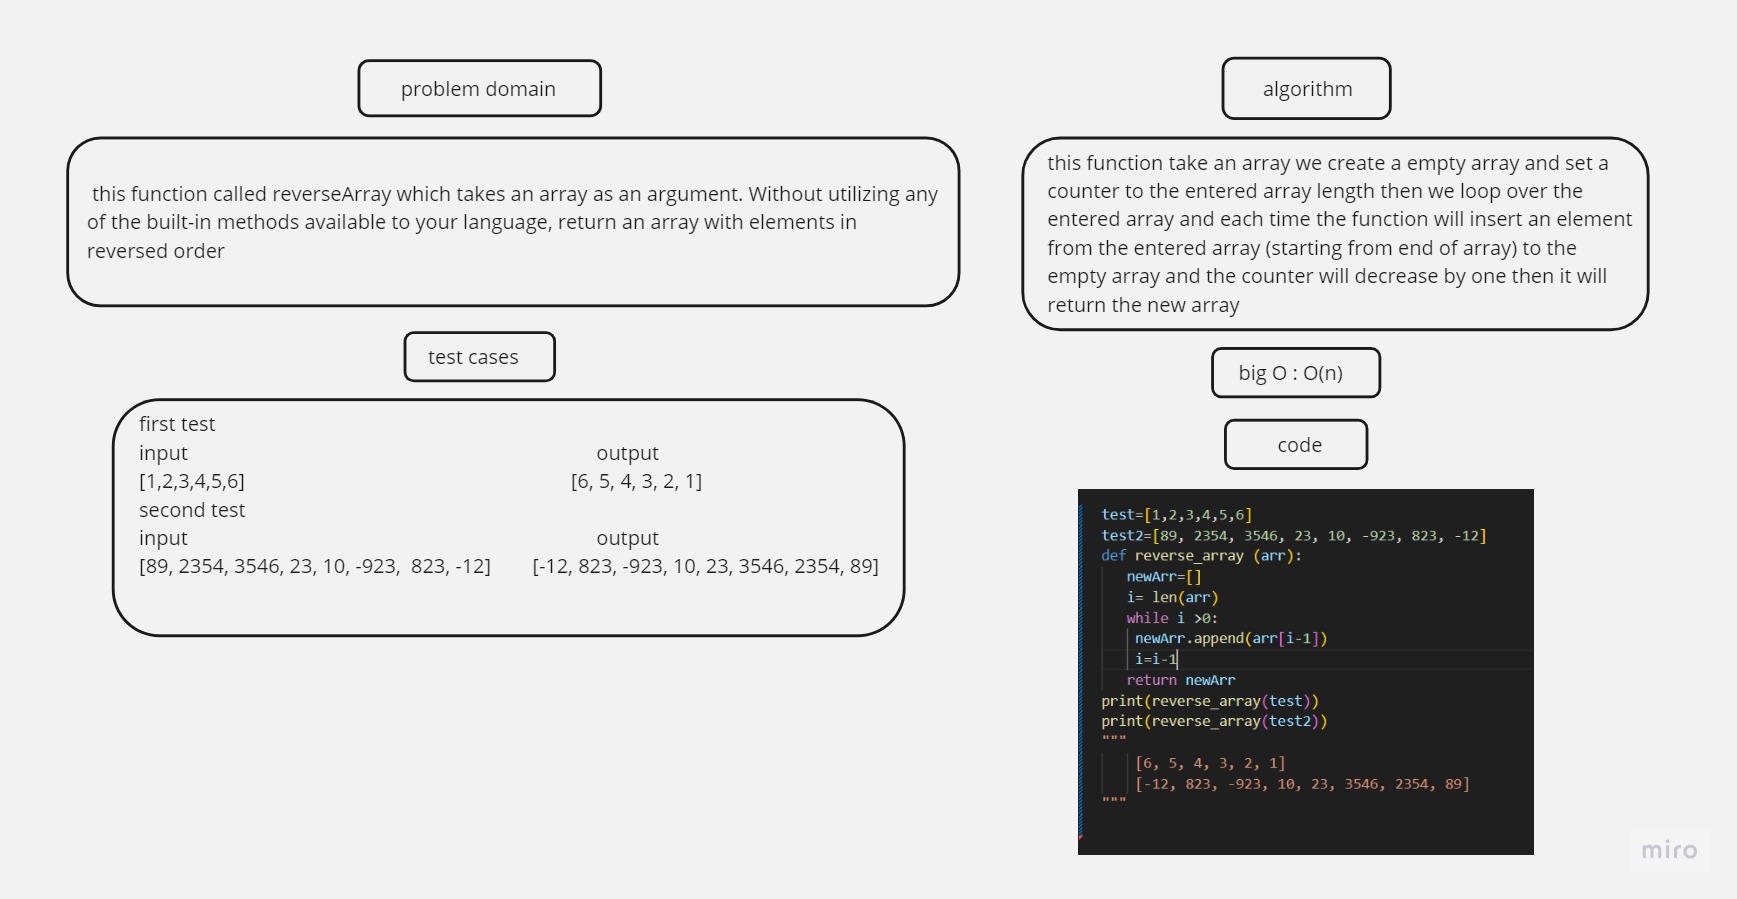 problem domain
this function called reverseArray which takes an array as an argument. Without utilizing any
of the built-in methods available to your language, return an array with elements in
reversed order
test cases
first test
input output
[1,2,3,4,5,6] [6, 5, 4, 3, 2, 1]
second test
input output
[89, 2354, 3546, 23, 10, -923,  823, -12] [-12, 823, -923, 10, 23, 3546, 2354, 89]
algorithm
this function take an array we create a empty array and set a
counter to the entered array length then we loop over the
entered array and each time the function will insert an element
from the entered array (starting from end of array) to the
empty array and the counter will decrease by one then it will
return the new array
big O : O(n)
code
test=[1,2,3,4,5,6]
test2=[89, 2354, 3546, 23, 10, -923, 823, -12]
def reverse_array (arr):
newArr=[]
i= len(arr)
while i >0:
newArr.append(arr[i-1])
i=i-1
return newArr
print(reverse_array(test))
print(reverse_array(test2))
"""
[6, 5, 4, 3, 2, 1]
[-12, 823, -923, 10, 23, 3546, 2354, 89]
"""
miro